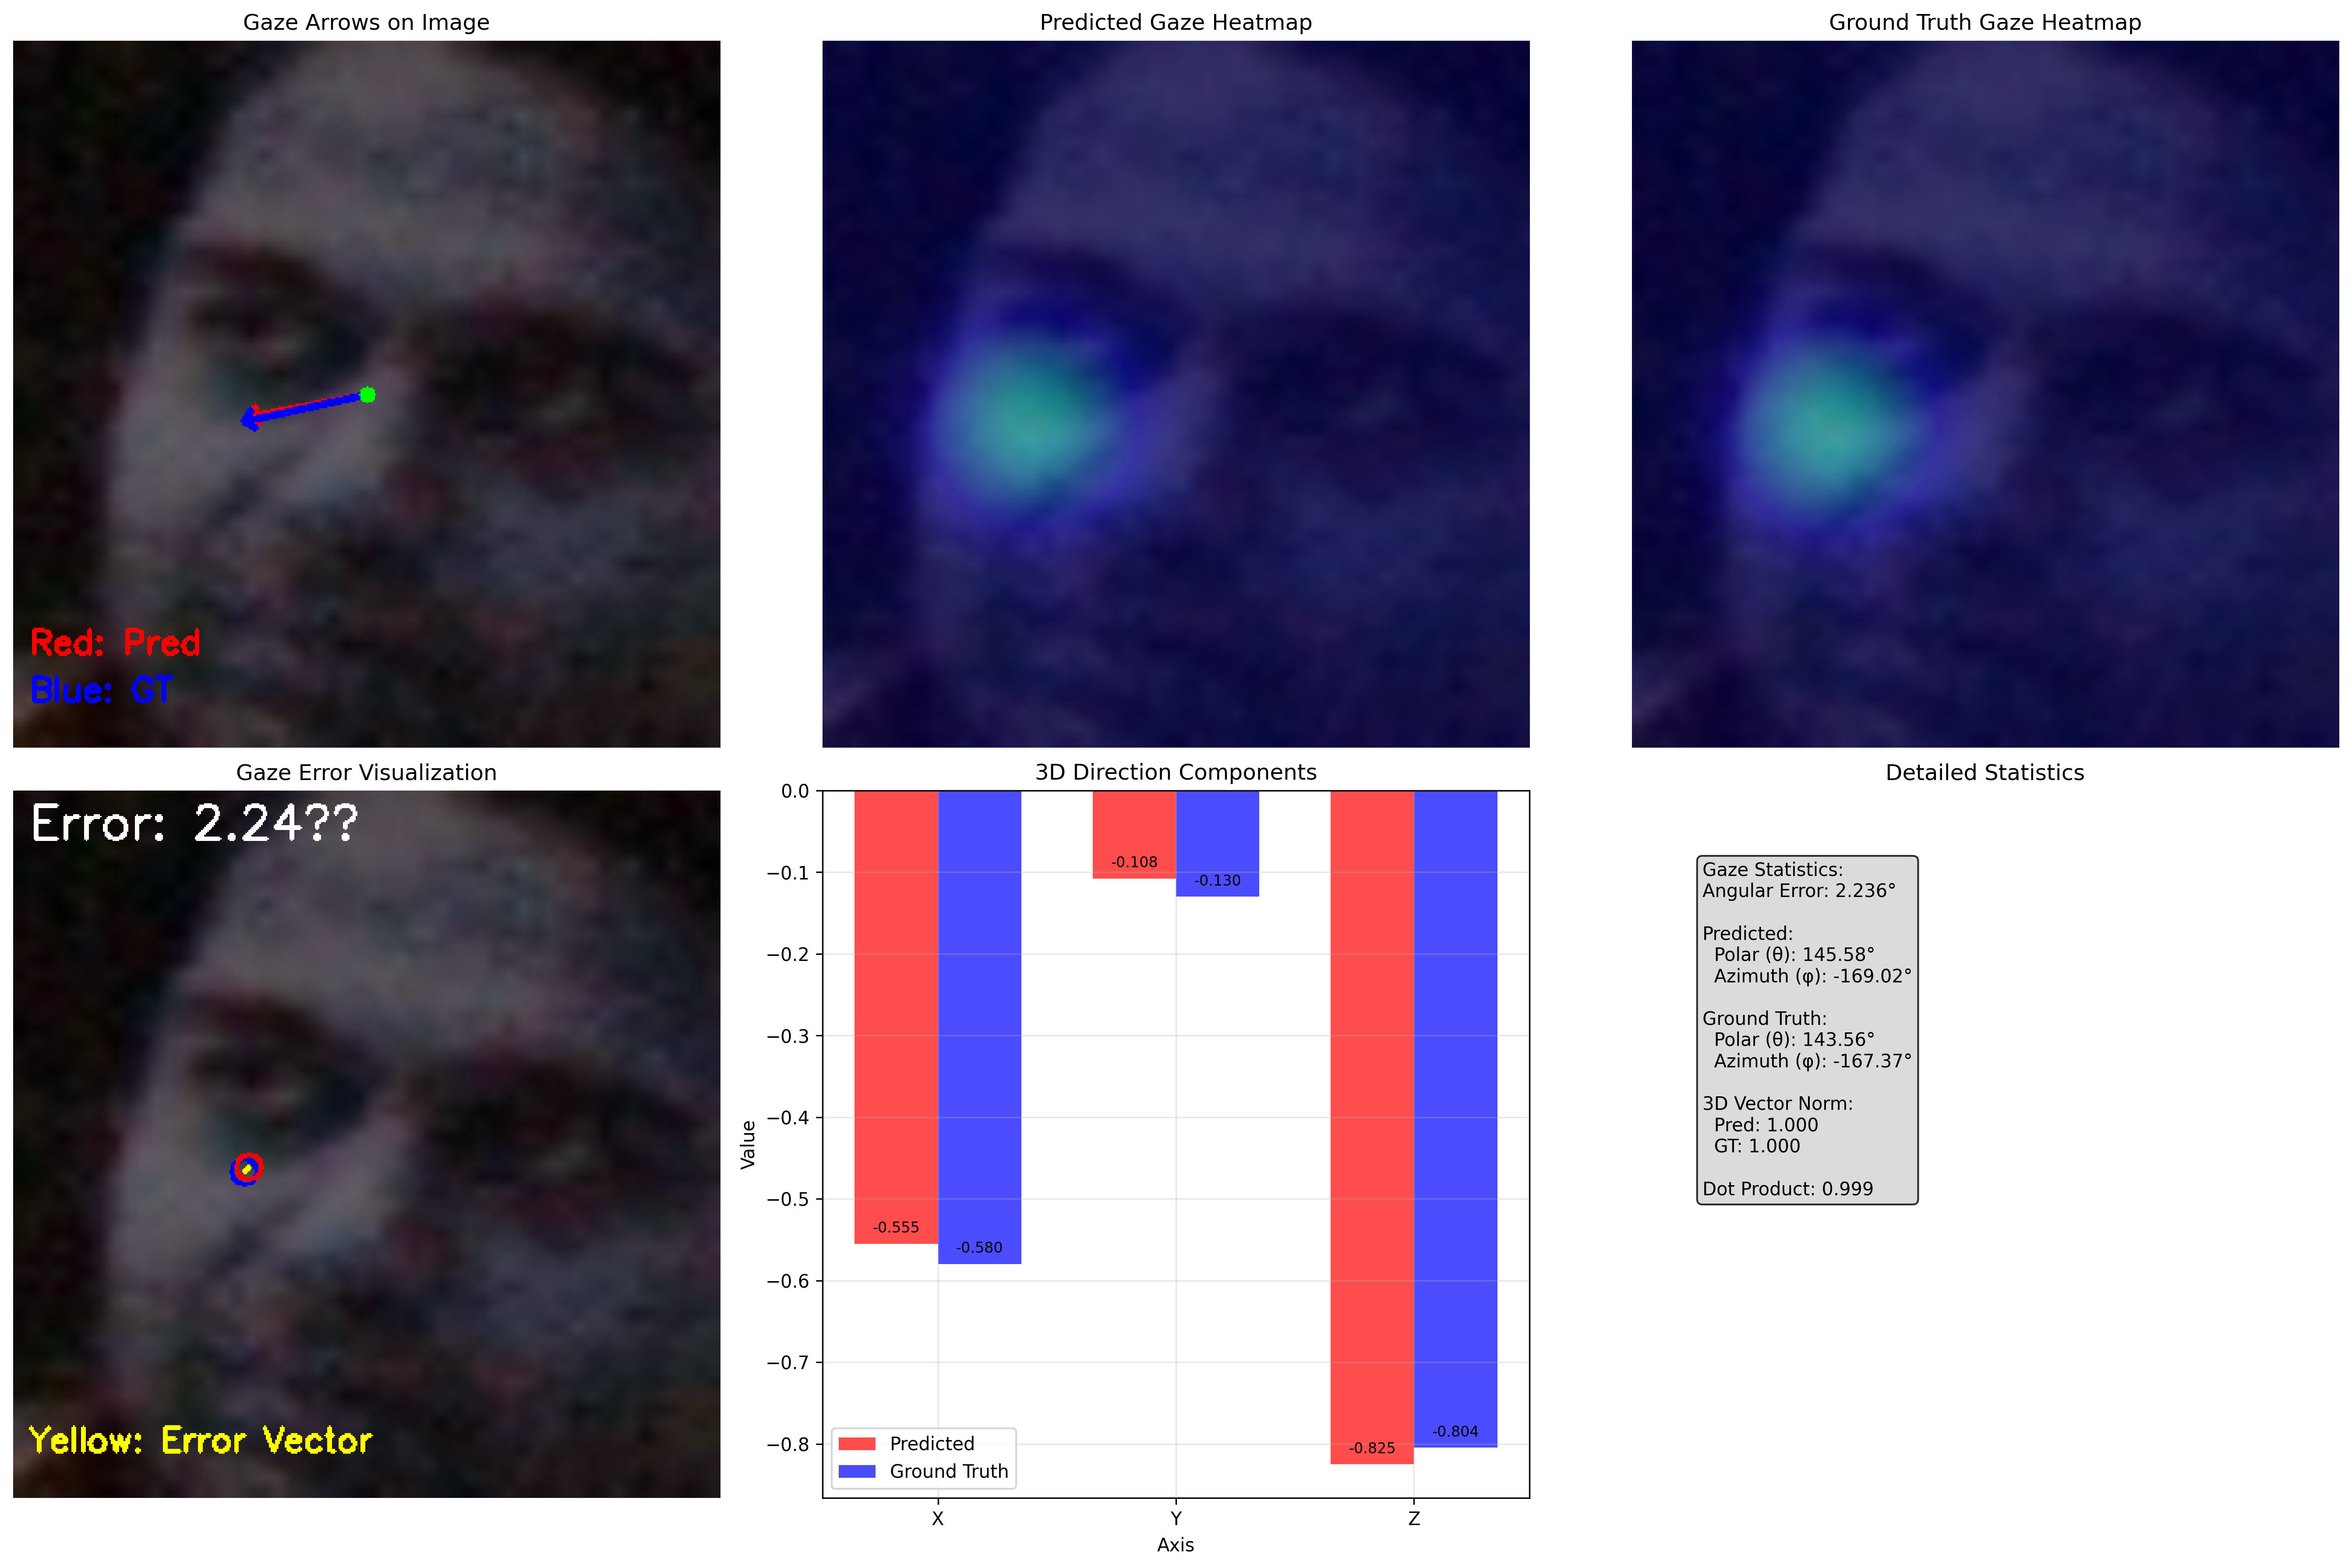 Gaze Arrows on Image
Red: Pred
Blue: GT
Predicted Gaze Heatmap
Ground Truth Gaze Heatmap
Gaze Error Visualization
Error: 2.24??
Yellow: Error Vector
3D Direction Components
0.0
−0.1
−0.2
−0.3
−0.4
−0.5
−0.6
−0.7
−0.8
Value
-0.555
-0.580
-0.108
-0.130
-0.825
-0.804
Predicted
Ground Truth
X
Y
Z
Axis
Detailed Statistics
Gaze Statistics:
Angular Error: 2.236°
Predicted:
Polar (θ): 145.58°
Azimuth (φ): -169.02°
Ground Truth:
Polar (θ): 143.56°
Azimuth (φ): -167.37°
3D Vector Norm:
Pred: 1.000
GT: 1.000
Dot Product: 0.999